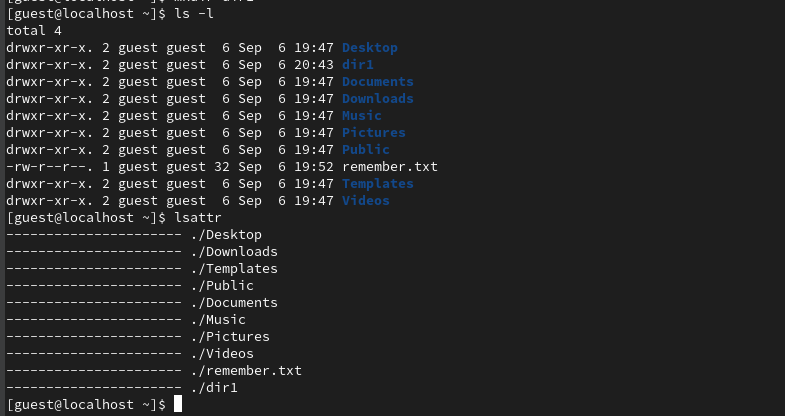 [guest@localhost ~]$ ls -l
total 4
drwxr-xr-x. 2 guest guest  6 Sep  6 19:47 Desktop
drwxr-xr-x. 2 guest guest  6 Sep  6 20:43 dir1
drwxr-xr-x. 2 guest guest  6 Sep  6 19:47 Documents
drwxr-xr-x. 2 guest guest  6 Sep  6 19:47 Downloads
drwxr-xr-x. 2 guest guest  6 Sep  6 19:47 Music
drwxr-xr-x. 2 guest guest  6 Sep  6 19:47 Pictures
drwxr-xr-x. 2 guest guest  6 Sep  6 19:47 Public
-rw-r--r--. 1 guest guest 32 Sep  6 19:52 remember.txt
drwxr-xr-x. 2 guest guest  6 Sep  6 19:47 Templates
drwxr-xr-x. 2 guest guest  6 Sep  6 19:47 Videos
[guest@localhost ~]$ lsattr
---------------------- ./Desktop
---------------------- ./Downloads
---------------------- ./Templates
---------------------- ./Public
---------------------- ./Documents
---------------------- ./Music
---------------------- ./Pictures
---------------------- ./Videos
---------------------- ./remember.txt
---------------------- ./dir1
[guest@localhost ~]$